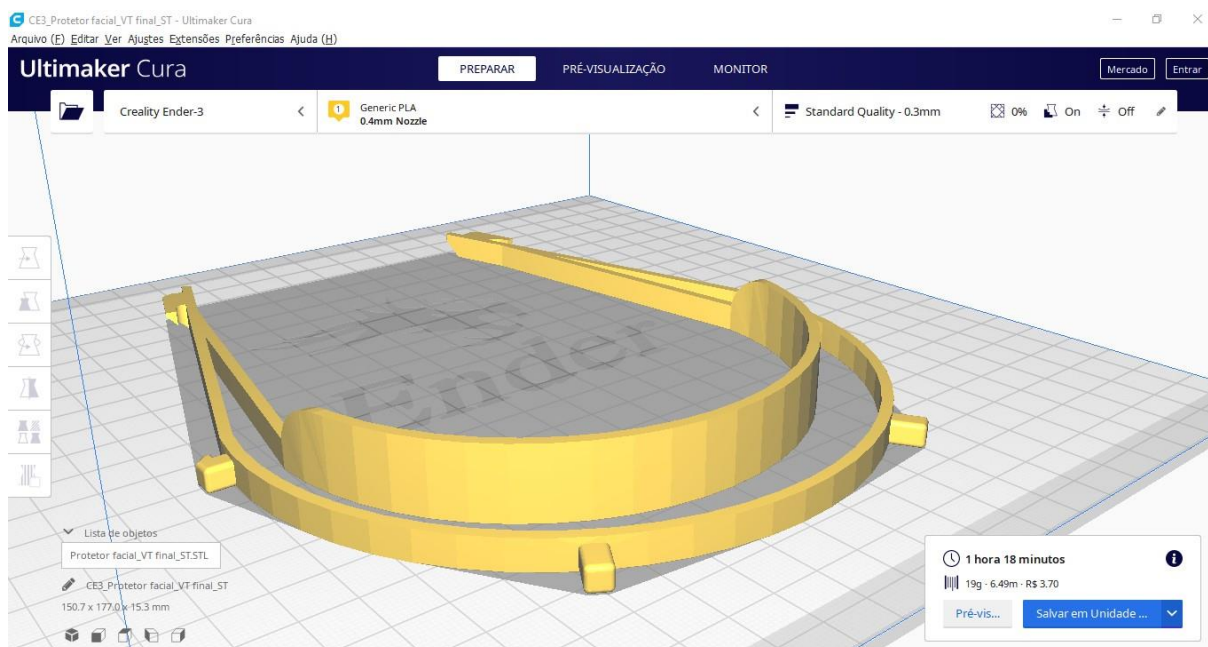 CE3_Protetor facial_VT final_ST - Ultimaker Cura
Arquivo (F) Editar Ver Ajustes Extensões Preferências Ajuda (H)
Ultimaker Cura
PREPARAR
PRÉ-VISUALIZAÇÃO
MONITOR
Mercado
Entrar
Creality Ender-3
1
Generic PLA
0.4mm Nozzle
Standard Quality - 0.3mm
0%
On
Off
Ender
Lista de objetos
Protetor facial_VT final_ST.STL
CE3_Protetor facial_VT final_ST
150.7 x 177.0 x 15.3 mm
1 hora 18 minutos
19g · 6.49m · R$ 3.70
Pré-vis...
Salvar em Unidade ...